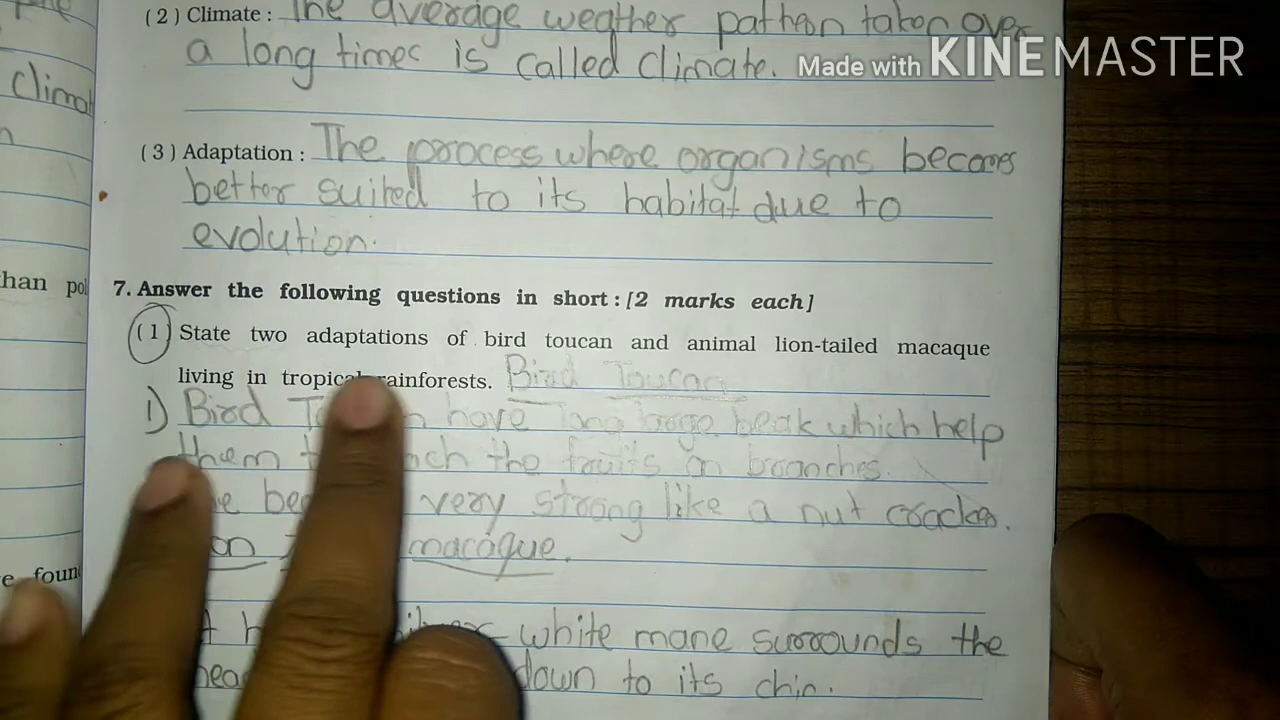 (2) Climate : The average weather pattern taken over
a long times is called climate.
Made with KINEMASTER
climat
(3) Adaptation : The process where organisms becomes
better suited to its habitat due to
evolution.
than pol
7. Answer the following questions in short : [2 marks each]
(1) State two adaptations of bird toucan and animal lion-tailed macaque
living in tropical rainforests. Bird Toucan
1) Bird have long large beak which help
them the fruits on branches.
very strong like a nut cracker.
macaque.
e foun
white mane surrounds the
down to its chin.